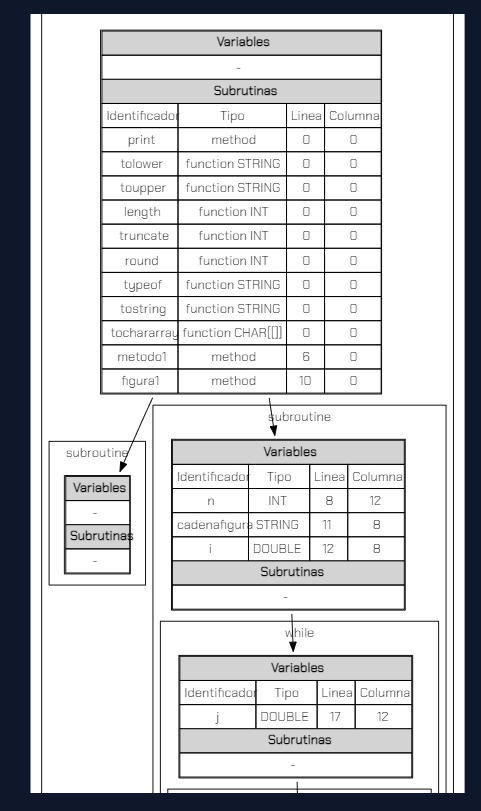 Variables
-
Subrutinas
Identificador Tipo Linea Columna
print method 0 0
tolower function STRING 0 0
toupper function STRING 0 0
length function INT 0 0
truncate function INT 0 0
round function INT 0 0
typeof function STRING 0 0
tostring function STRING 0 0
tochararray function CHAR[[]] 0 0
metodo1 method 6 0
figura1 method 10 0
subroutine
Variables
-
Subrutinas
-
subroutine
Variables
Identificador Tipo Linea Columna
n INT 8 12
cadenafigura STRING 11 8
i DOUBLE 12 8
Subrutinas
-
while
Variables
Identificador Tipo Linea Columna
j DOUBLE 17 12
Subrutinas
-